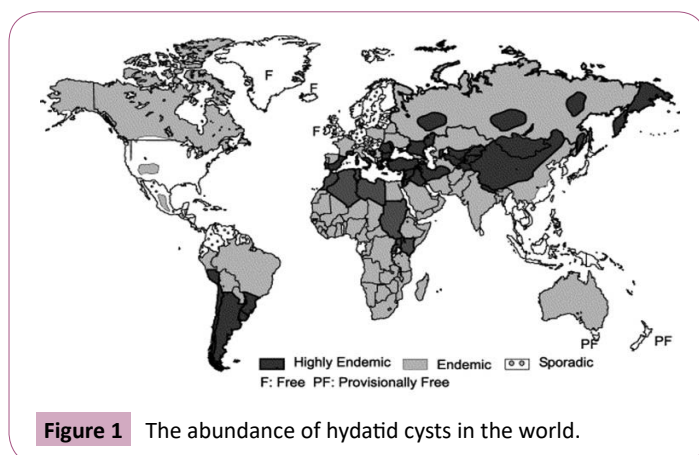 F
F
F
PF
PF
Highly Endemic Endemic Sporadic
F: Free PF: Provisionally Free
Figure 1 The abundance of hydatid cysts in the world.